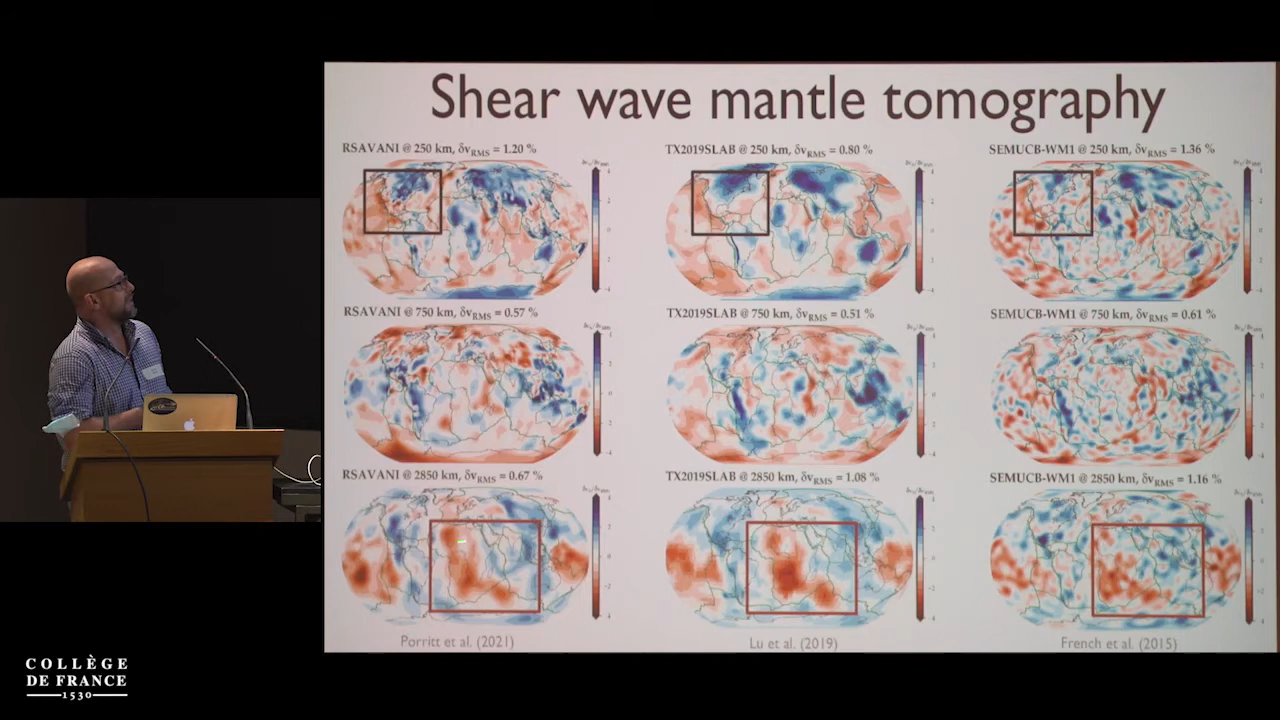 Shear wave mantle tomography
RSAVANI @ 250 km, δvRMS = 1.20 %
TX2019SLAB @ 250 km, δvRMS = 0.80 %
SEMUCB-WM1 @ 250 km, δvRMS = 1.36 %
RSAVANI @ 750 km, δvRMS = 0.57 %
TX2019SLAB @ 750 km, δvRMS = 0.51 %
SEMUCB-WM1 @ 750 km, δvRMS = 0.61 %
RSAVANI @ 2850 km, δvRMS = 0.67 %
TX2019SLAB @ 2850 km, δvRMS = 1.08 %
SEMUCB-WM1 @ 2850 km, δvRMS = 1.16 %
Porritt et al. (2021)
Lu et al. (2019)
French et al. (2015)
COLLÈGE
DE FRANCE
1530